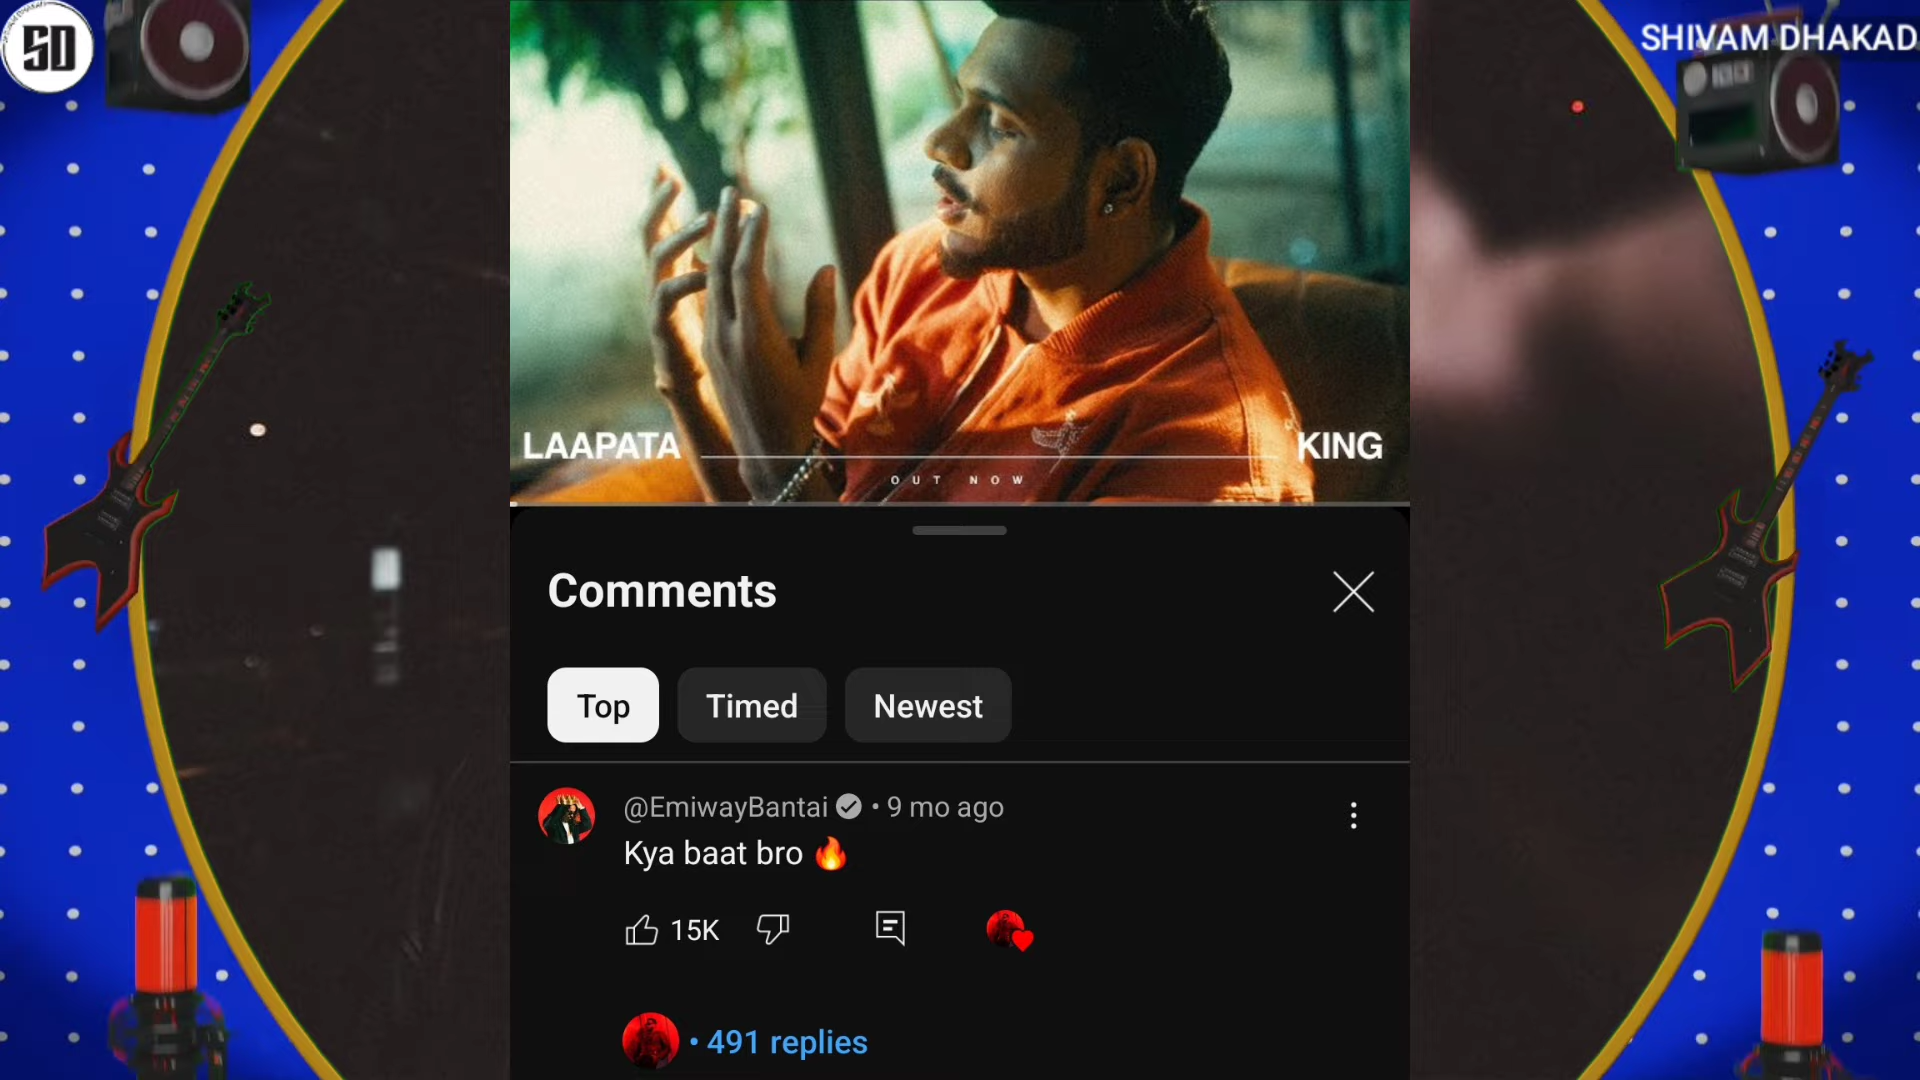 SD
SHIVAM DHAKAD
LAAPATA
KING
OUT NOW
Comments
Top
Timed
Newest
@EmiwayBantai • 9 mo ago
Kya baat bro 🔥
15K
• 491 replies